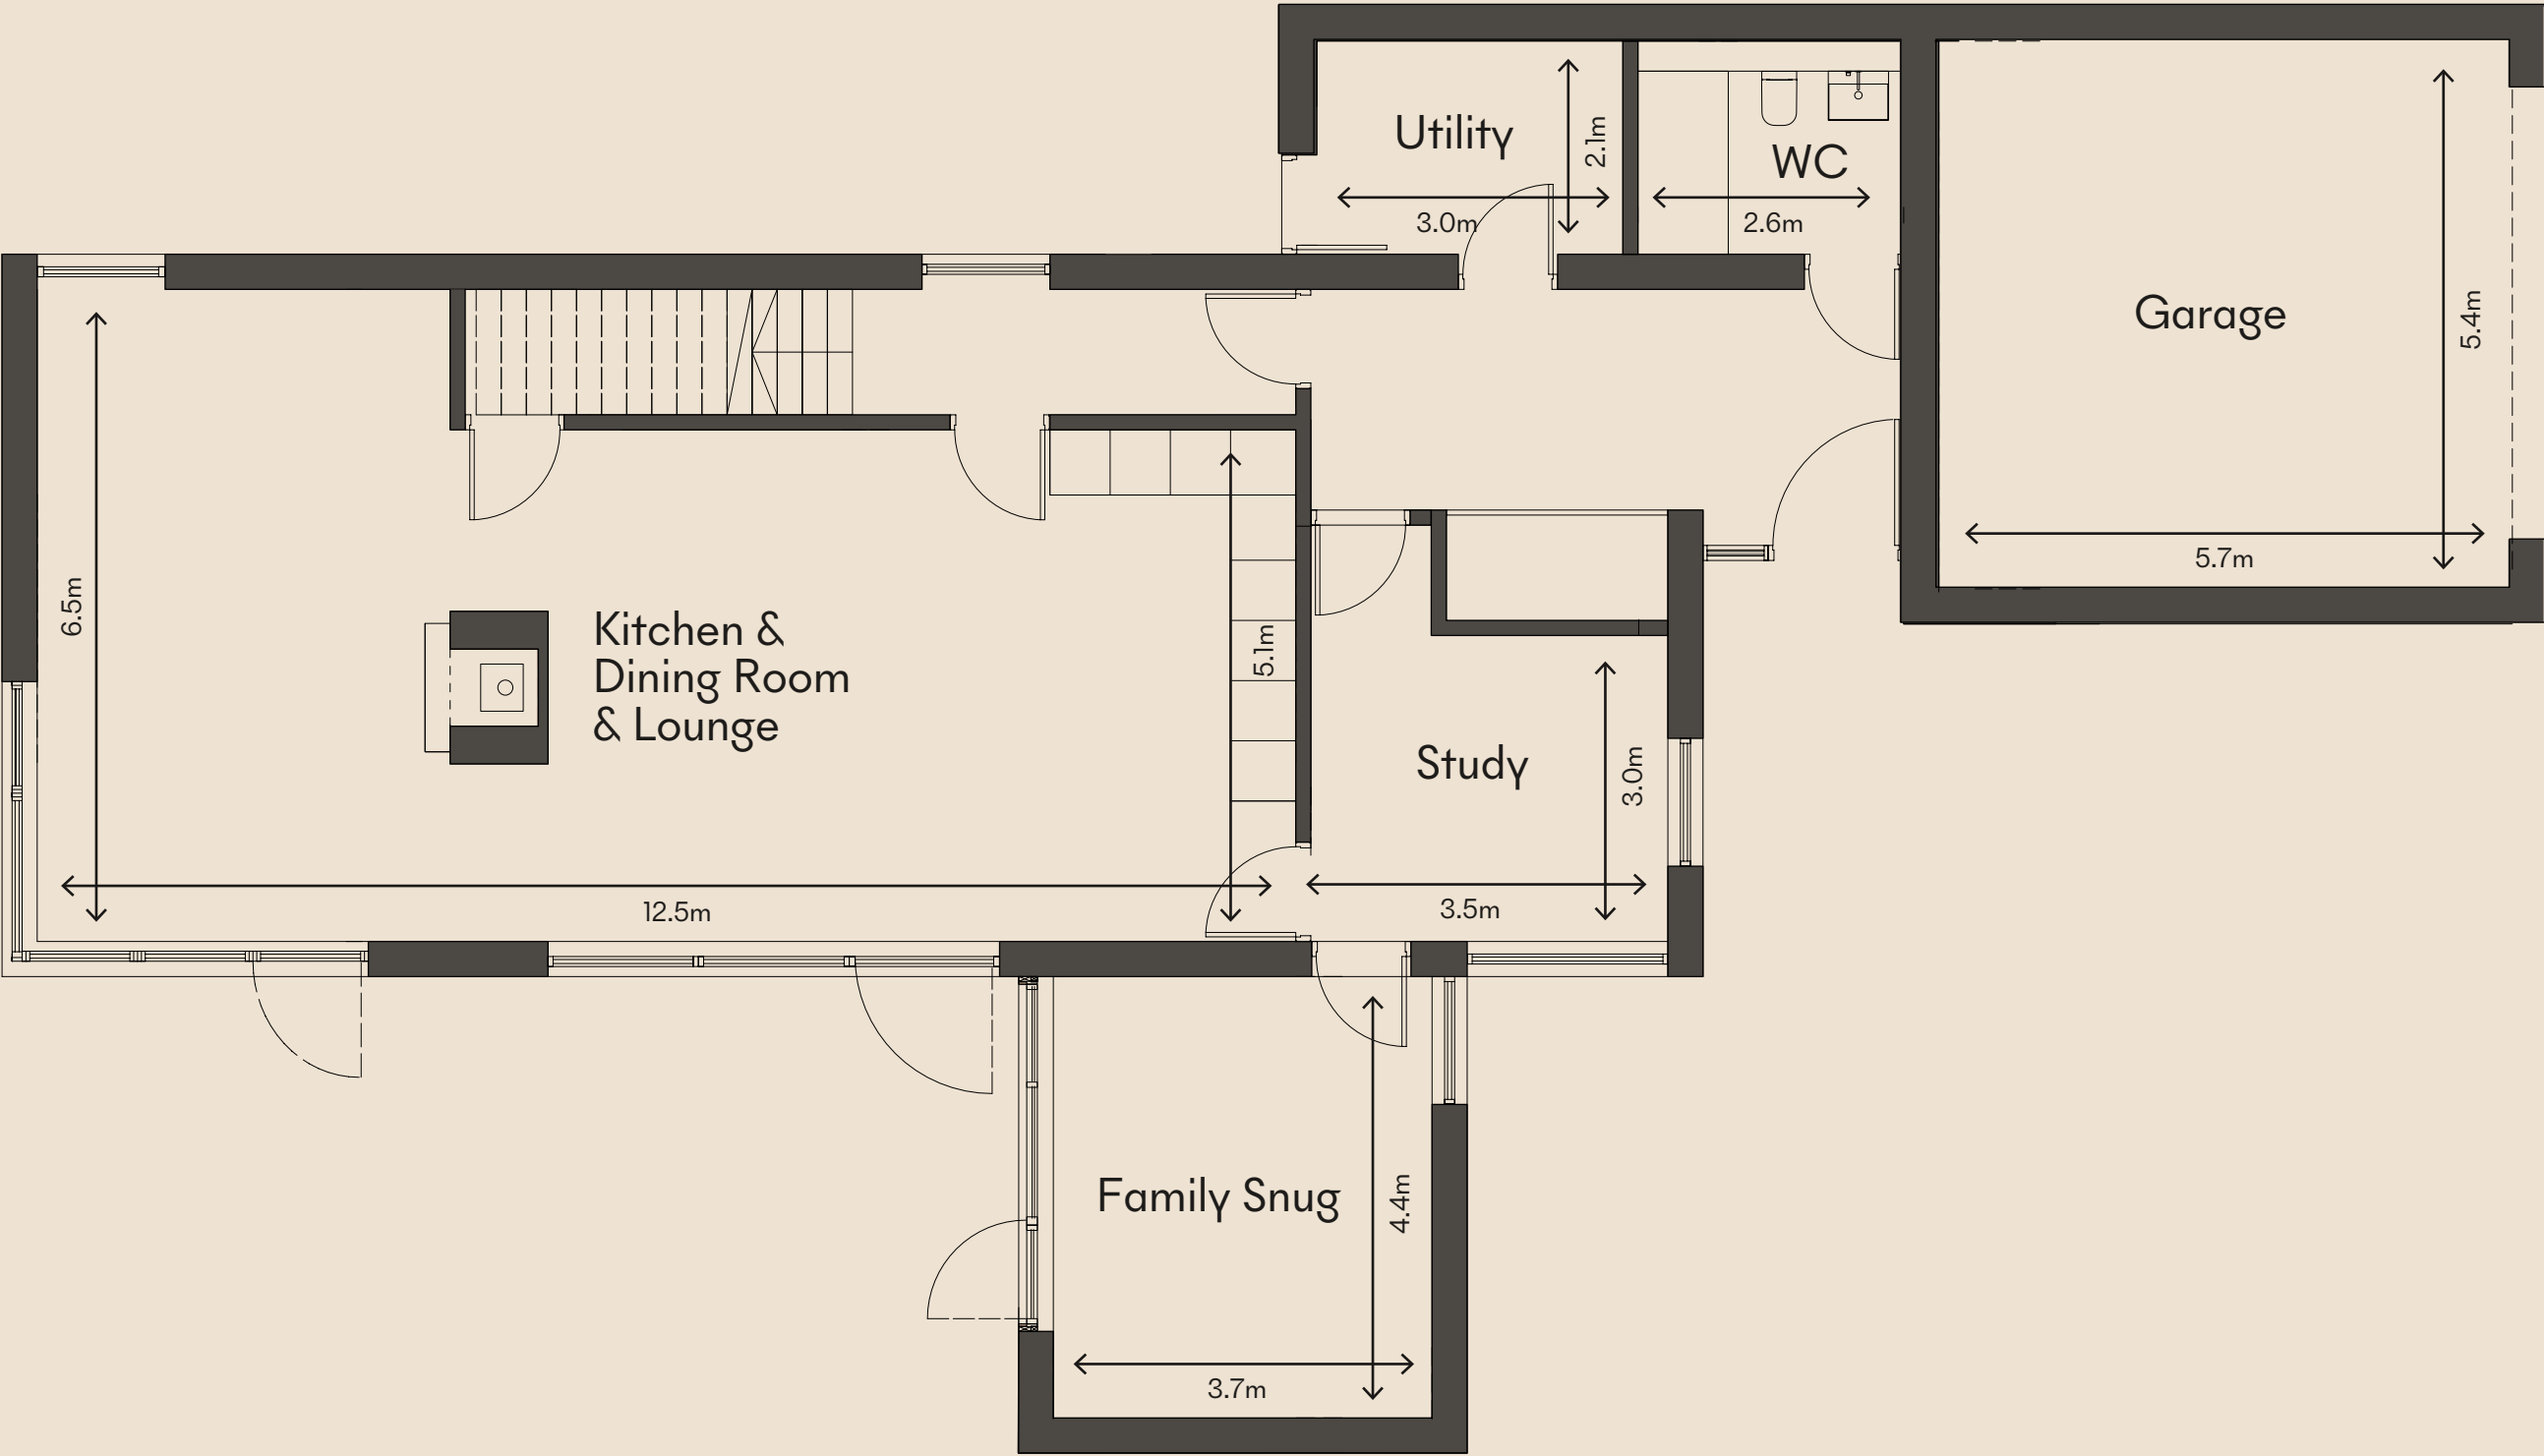 Utility
2.1m
3.0m
WC
2.6m
Garage
5.4m
5.7m
6.5m
Kitchen &
Dining Room
& Lounge
5.1m
12.5m
Study
3.0m
3.5m
Family Snug
4.4m
3.7m